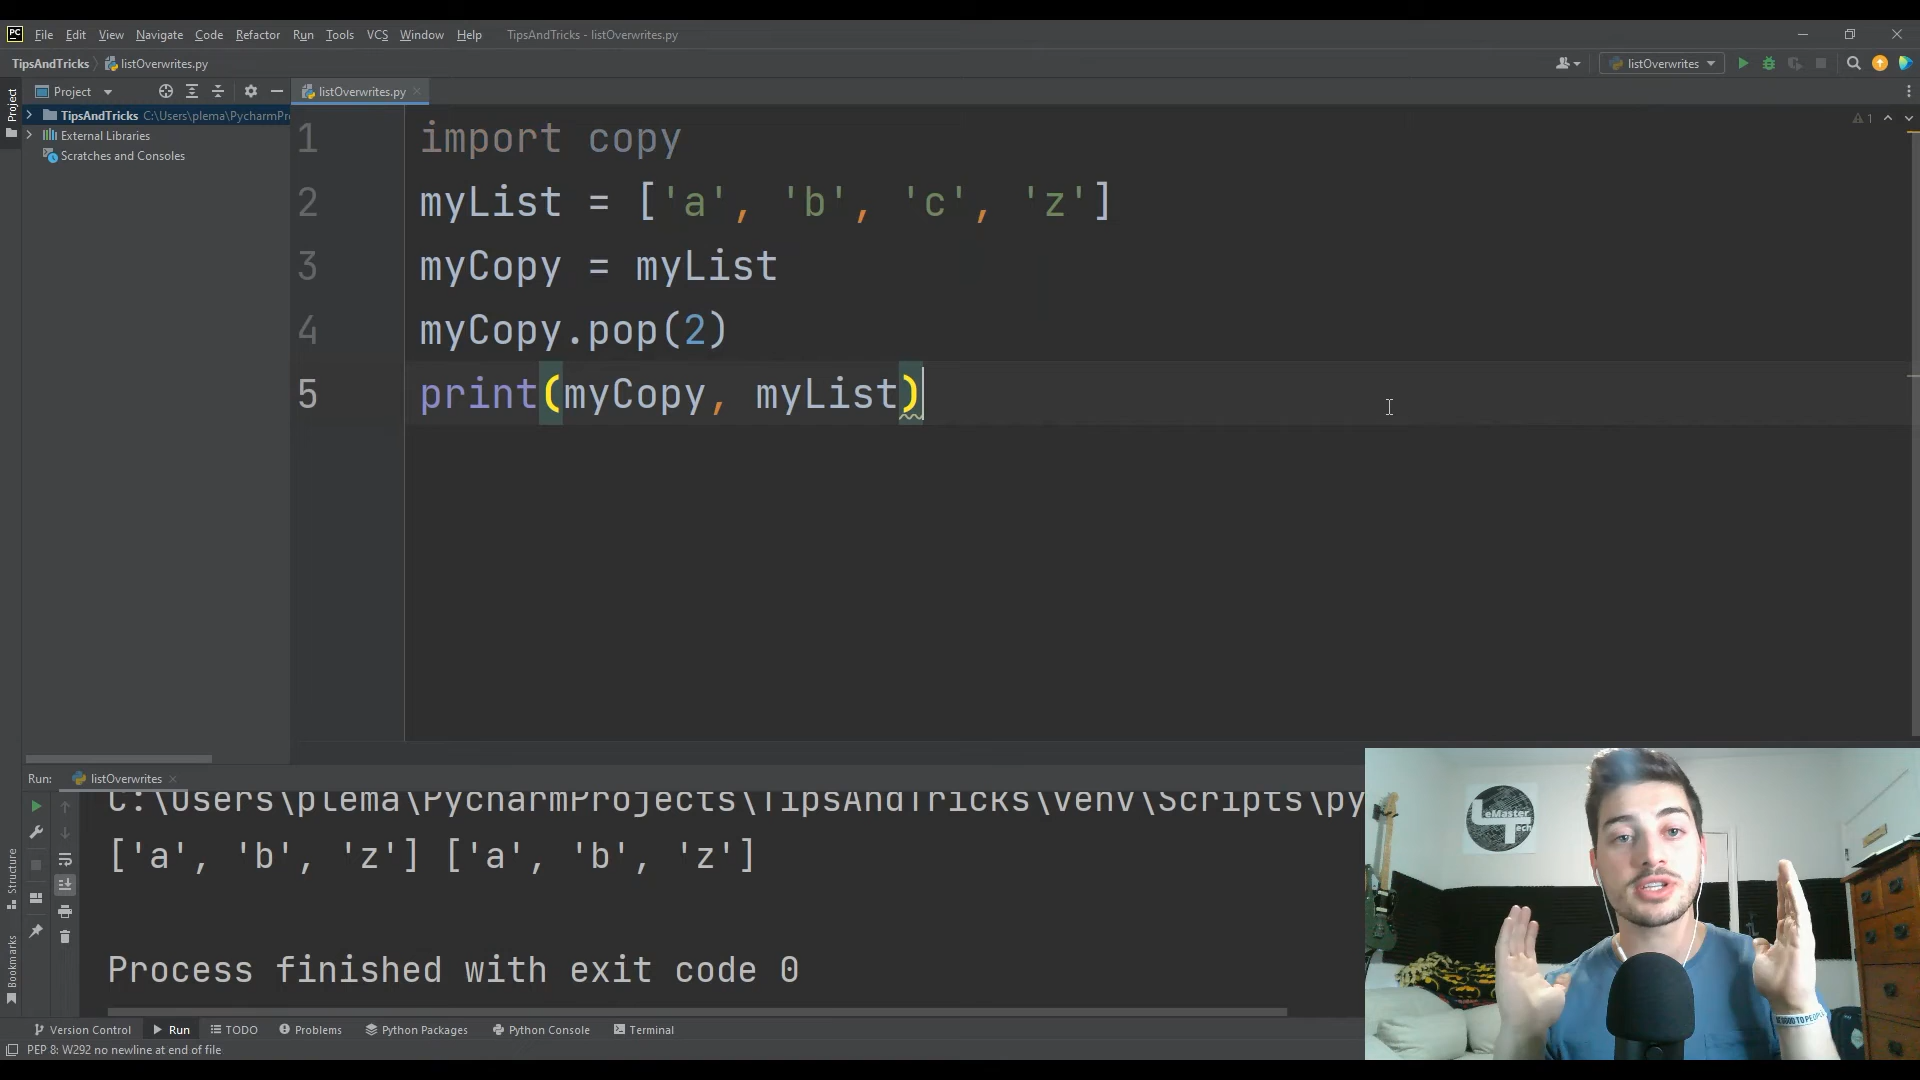 PC File Edit View Navigate Code Refactor Run Tools VCS Window Help TipsAndTricks - listOverwrites.py
TipsAndTricks listOverwrites.py listOverwrites
Project Project listOverwrites.py
TipsAndTricks C:\Users\plema\PycharmPr
External Libraries
Scratches and Consoles
1 import copy
1
2 myList = ['a', 'b', 'c', 'z']
3 myCopy = myList
4 myCopy.pop(2)
5 print(myCopy, myList)
Run: listOverwrites
C:\Users\plema\PycharmProjects\TipsAndTricks\venv\Scripts\py
['a', 'b', 'z'] ['a', 'b', 'z']
Process finished with exit code 0
Structure
Bookmarks
LeMaster
Tech
Version Control Run TODO Problems Python Packages Python Console Terminal
PEP 8: W292 no newline at end of file